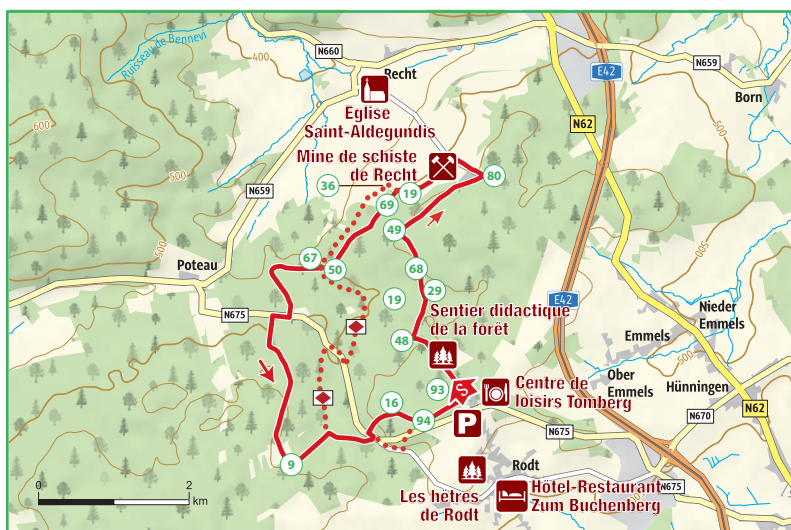 Ruisseau de Bennevi
400
N660
Recht
E42
N659
Born
N62
Eglise
Saint-Aldegundis
600
500
Mine de schiste
de Recht
36
19
80
N659
69
49
500
67
50
68
500
Poteau
29
19
E42
N675
Sentier didactique
de la forêt
Nieder
Emmels
Emmels
48
500
Ober
Emmels
Hünningen
93
Centre de
loisirs Tomberg
16
94
P
N670
N62
N675
9
Rodt
Les hêtres
de Rodt
Hôtel-Restaurant
Zum Buchenberg
N675
0 2
km